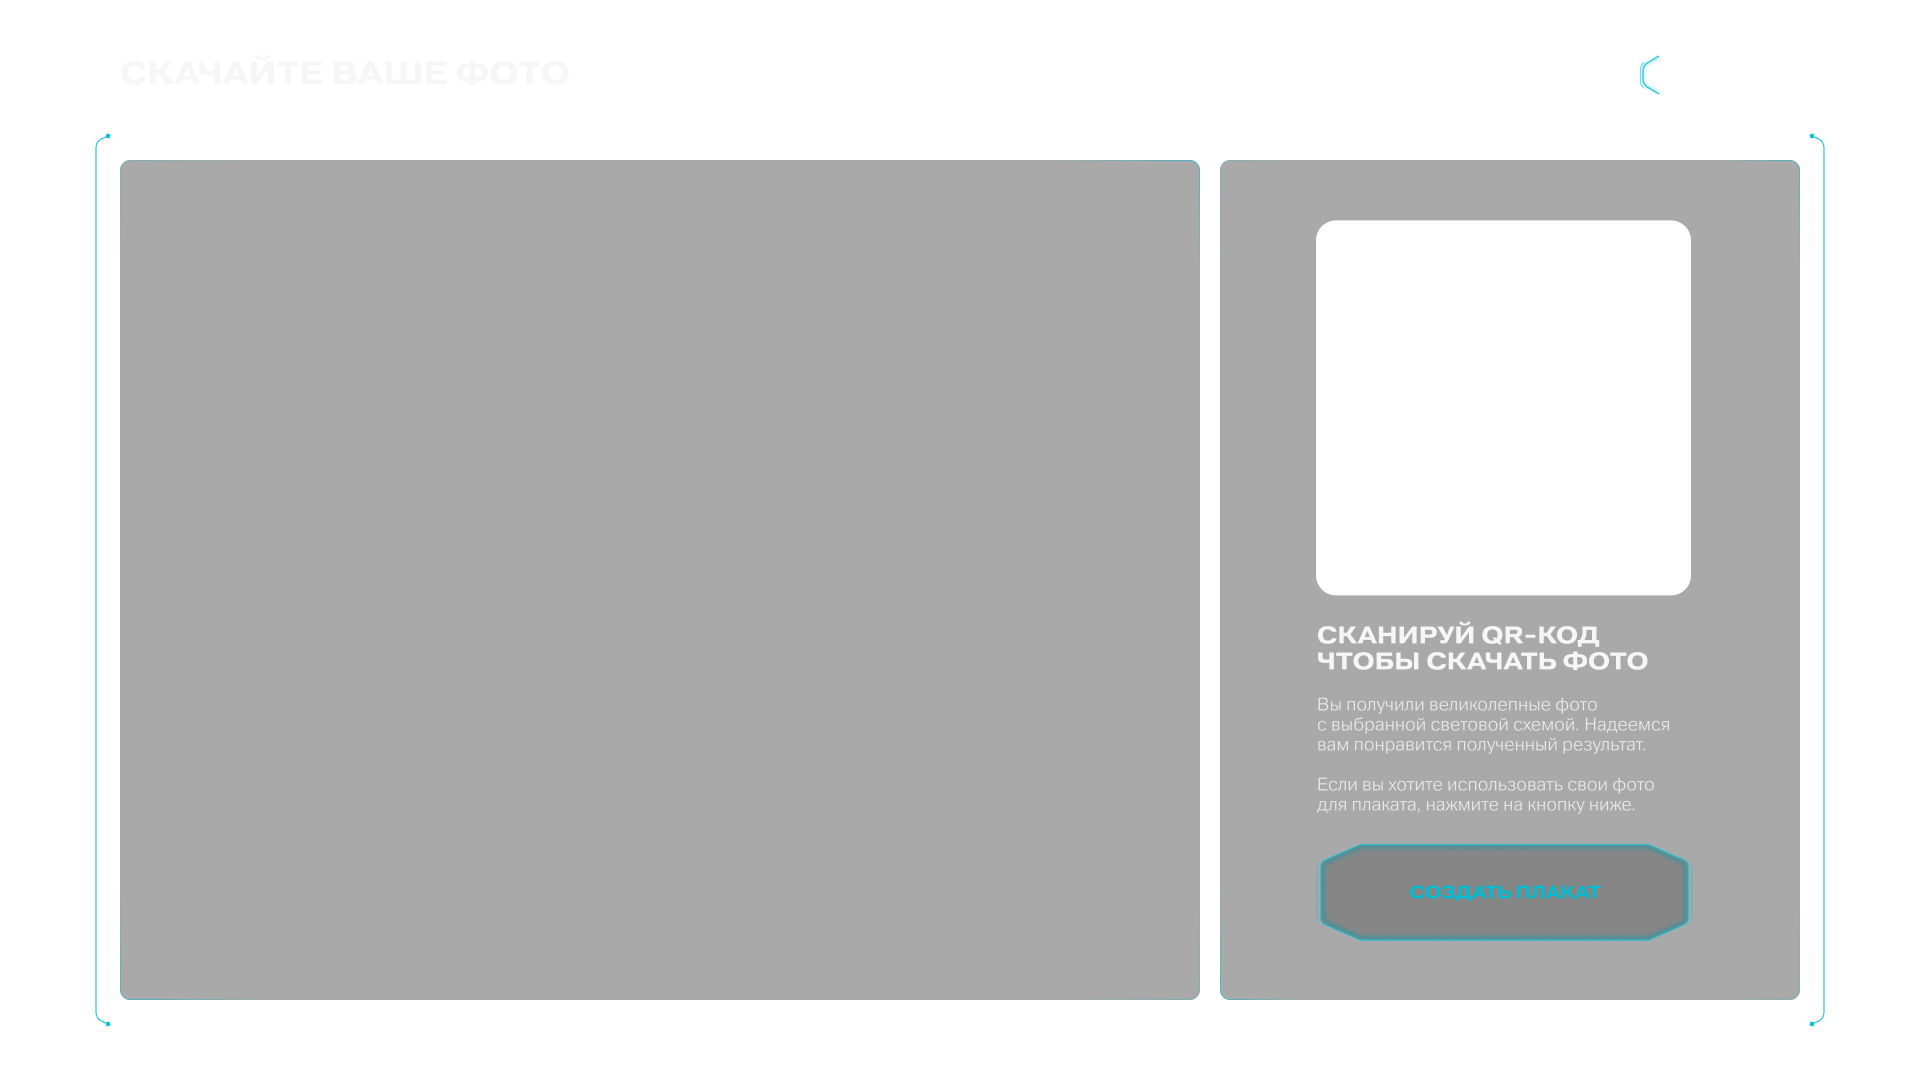 СКАЧАЙТЕ ВАШЕ ФОТО
СКАНИРУЙ QR-КОД
ЧТОБЫ СКАЧАТЬ ФОТО
Вы получили великолепные фото
с выбранной световой схемой. Надеемся
вам понравится полученный результат.
Если вы хотите использовать свои фото
для плаката, нажмите на кнопку ниже.
СОЗДАТЬ ПЛАКАТ